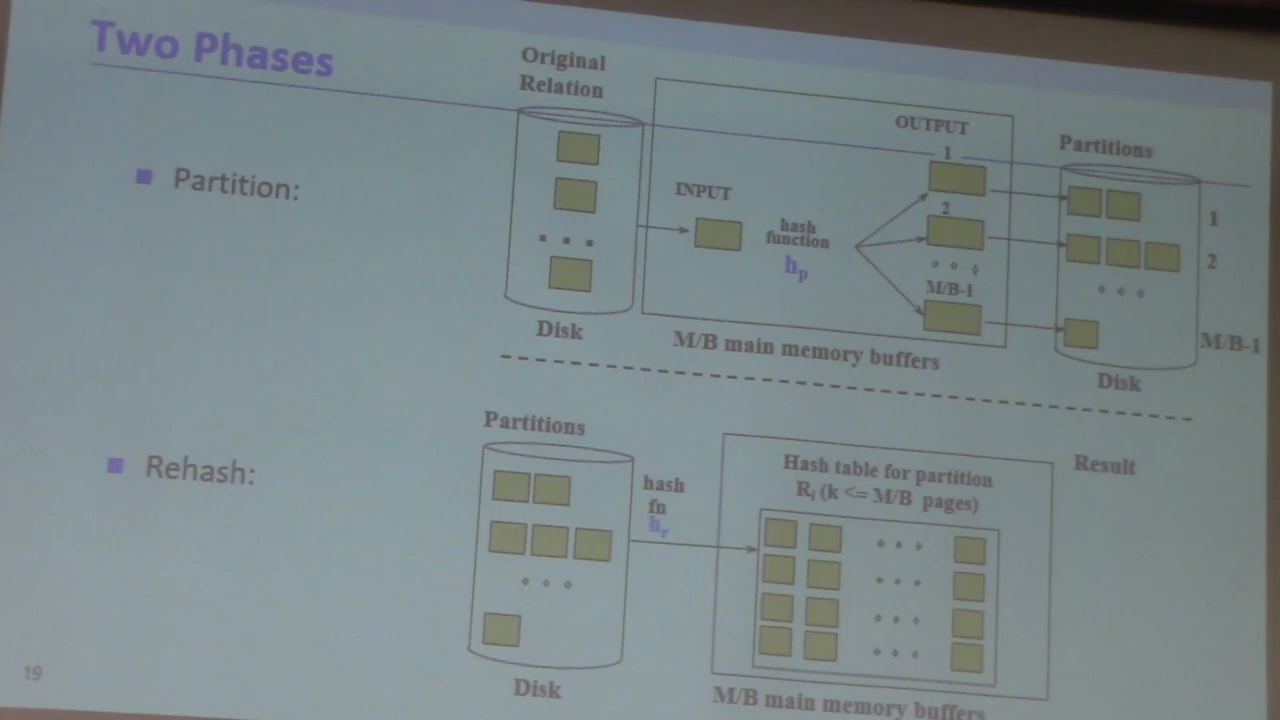 Two Phases
Original
Relation
OUTPUT
1
Partitions
Partition:
INPUT
hash
function
hp
2
M/B-1
1
2
M/B-1
Disk
M/B main memory buffers
Disk
Partitions
Rehash:
hash
fn
hr
Hash table for partition
Ri (k <= M/B pages)
Result
Disk
M/B main memory buffers
19